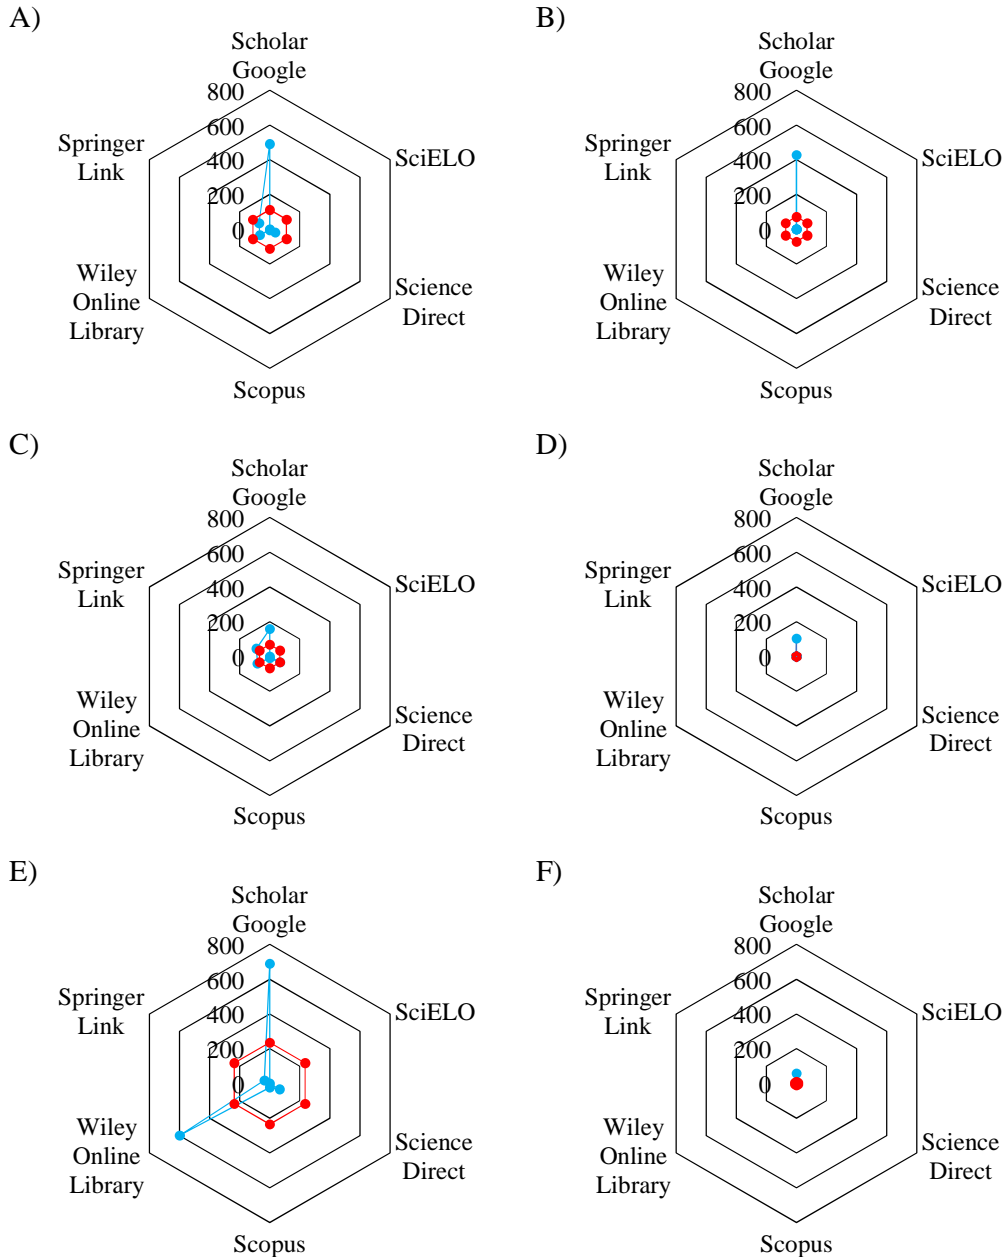 A)
Scholar
Google
800
600
400
200
0
SciELO
Science
Direct
Scopus
Wiley
Online
Library
Springer
Link
B)
Scholar
Google
800
600
400
200
0
SciELO
Science
Direct
Scopus
Wiley
Online
Library
Springer
Link
C)
Scholar
Google
800
600
400
200
0
SciELO
Science
Direct
Scopus
Wiley
Online
Library
Springer
Link
D)
Scholar
Google
800
600
400
200
0
SciELO
Science
Direct
Scopus
Wiley
Online
Library
Springer
Link
E)
Scholar
Google
800
600
400
200
0
SciELO
Science
Direct
Scopus
Wiley
Online
Library
Springer
Link
F)
Scholar
Google
800
600
400
200
0
SciELO
Science
Direct
Scopus
Wiley
Online
Library
Springer
Link